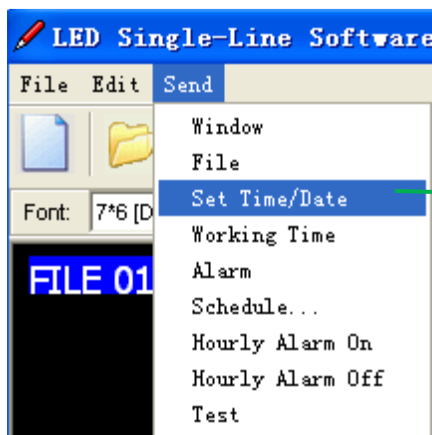 LED Single-Line Software
File Edit Send
Window
File
Set Time/Date
Font: 7*6 [D
Working Time
FILE 01
Alarm
Schedule...
Hourly Alarm On
Hourly Alarm Off
Test